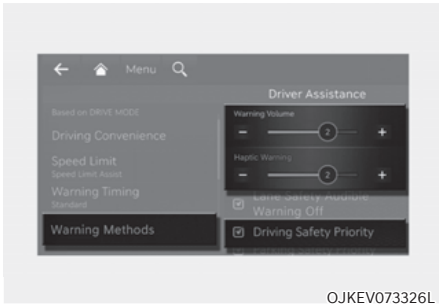 Menu
Driver Assistance
Based on DRIVE MODE
Driving Convenience
Speed Limit
Speed Limit Assist
Warning Timing
Standard
Warning Methods
Warning Volume
- 2 +
Haptic Warning
- 2 +
Lane Safety Audible
Warning Off
Driving Safety Priority
OJKEV073326L